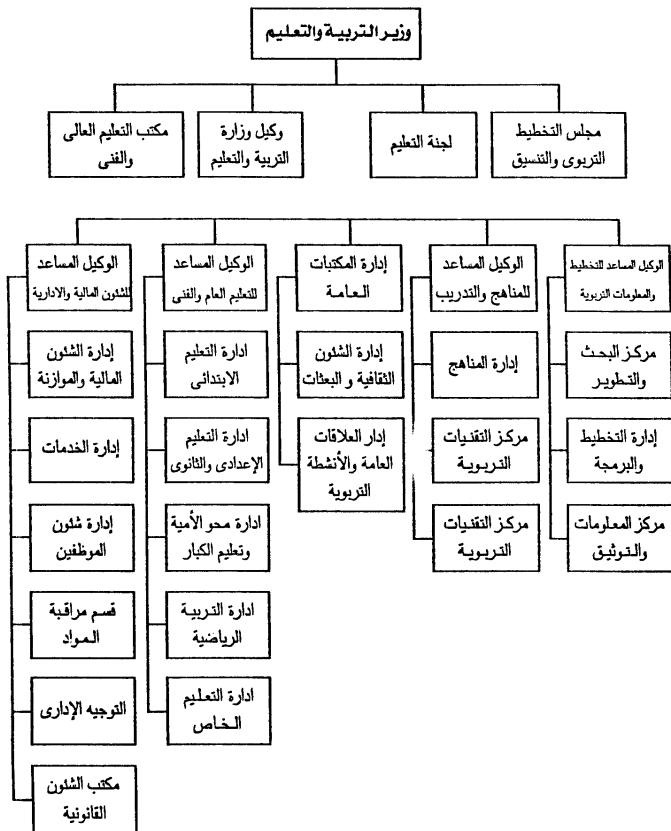 وزير التربية والتعليم
مجلس التخطيط
التربوى والتنسيق
لجنة التعليم
وكيل وزارة
التربية والتعليم
مكتب التعليم العالى
والفنى
الوكيل المساعد للتخطيط
والمعلومات التربوية
مركز البحث
والتطوير
إدارة التخطيط
والبرمجة
مركز المعلومات
والتوثيق
الوكيل المساعد
للمناهج والتدريب
إدارة المناهج
مركز التقنيات
التربوية
مركز التقنيات
التربوية
إدارة المكتبات
العامة
إدارة الشئون
الثقافية و البعثات
إدار العلاقات
العامة والأنشطة
التربوية
الوكيل المساعد
للتعليم العام والفنى
ادارة التعليم
الابتدائى
ادارة التعليم
الإعدادى والثانوى
ادارة محو الأمية
وتعليم الكبار
ادارة التربية
الرياضية
ادارة التعليم
الخاص
الوكيل المساعد
للشئون المالية والادارية
إدارة الشئون
المالية والموازنة
إدارة الخدمات
إدارة شئون
الموظفين
قسم مراقبة
المواد
التوجيه الإدارى
مكتب الشئون
القانونية